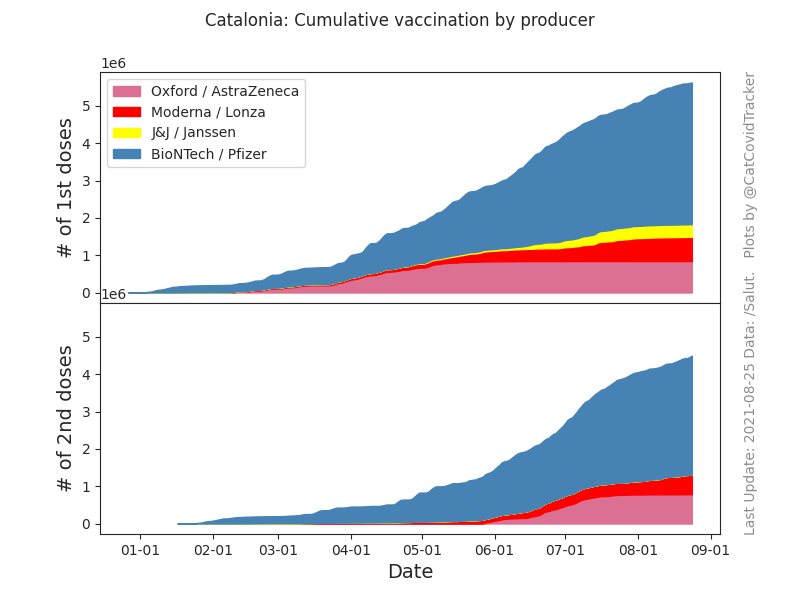 Catalonia: Cumulative vaccination by producer
1e6
Oxford / AstraZeneca
Moderna / Lonza
J&J / Janssen
BioNTech / Pfizer
5
4
3
2
1
0
# of 1st doses
1e6
5
4
3
2
1
0
# of 2nd doses
01-01 02-01 03-01 04-01 05-01 06-01 07-01 08-01 09-01
Date
Last Update: 2021-08-25 Data: /Salut. Plots by @CatCovidTracker